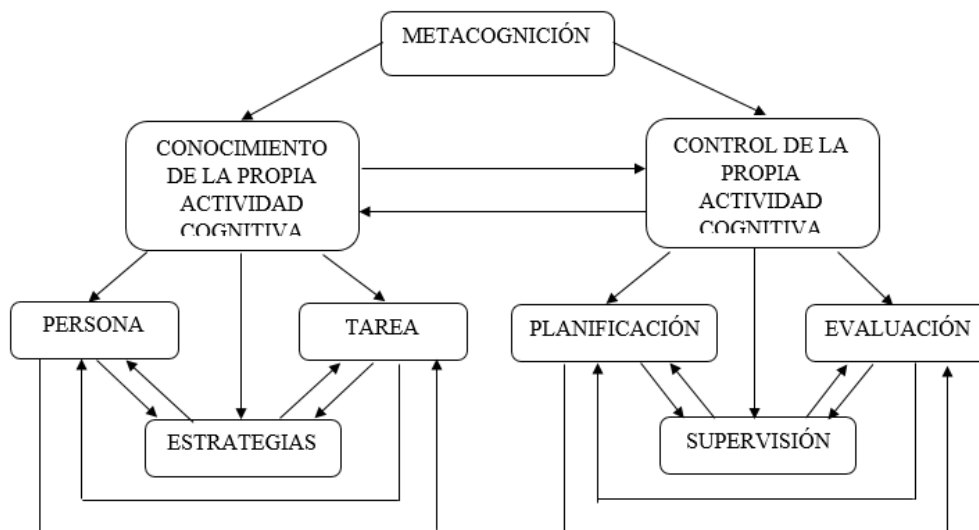 METACOGNICIÓN
CONOCIMIENTO
DE LA PROPIA
ACTIVIDAD
COGNITIVA
CONTROL DE LA
PROPIA
ACTIVIDAD
COGNITIVA
PERSONA
TAREA
ESTRATEGIAS
PLANIFICACIÓN
EVALUACIÓN
SUPERVISIÓN